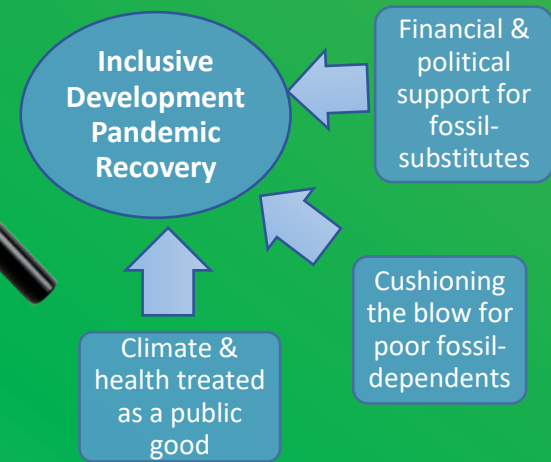 Inclusive
Development
Pandemic
Recovery
Financial &
political
support for
fossil-
substitutes
Cushioning
the blow for
poor fossil-
dependents
Climate &
health treated
as a public
good